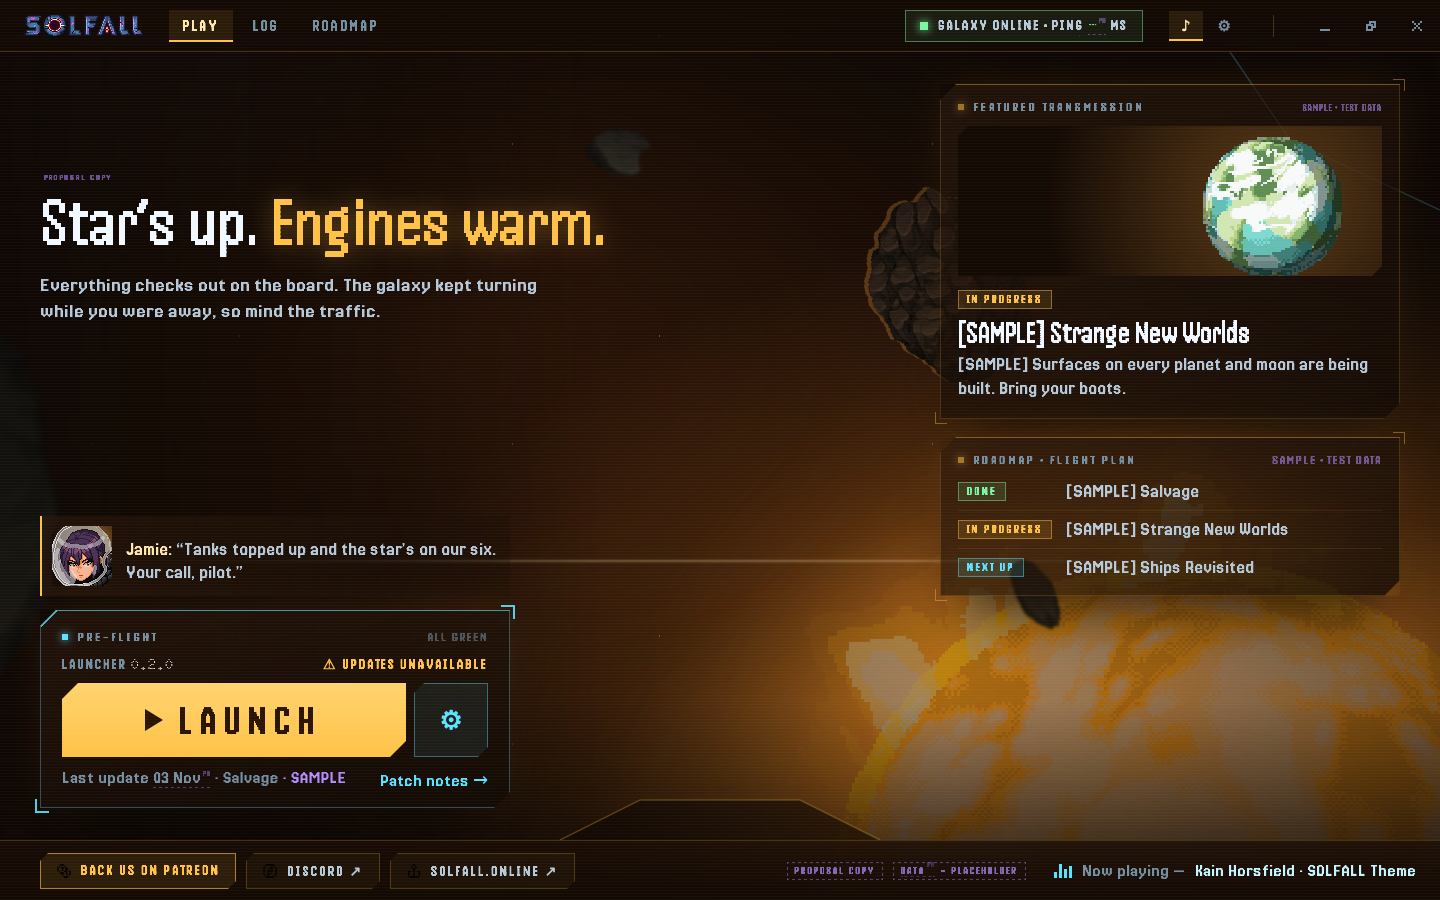 SOLFALL
PLAY
LOG
ROADMAP
GALAXY ONLINE · PING -- MS
PROPOSAL COPY
Star's up. Engines warm.
Everything checks out on the board. The galaxy kept turning
while you were away, so mind the traffic.
FEATURED TRANSMISSION
SAMPLE · TEST DATA
IN PROGRESS
[SAMPLE] Strange New Worlds
[SAMPLE] Surfaces on every planet and moon are being
built. Bring your boots.
ROADMAP · FLIGHT PLAN
SAMPLE · TEST DATA
DONE
[SAMPLE] Salvage
IN PROGRESS
[SAMPLE] Strange New Worlds
NEXT UP
[SAMPLE] Ships Revisited
Jamie: “Tanks topped up and the star’s on our six.
Your call, pilot.”
PRE-FLIGHT
ALL GREEN
LAUNCHER 0.2.0
⚠ UPDATES UNAVAILABLE
▶ LAUNCH
Last update 03 Nov · Salvage · SAMPLE
Patch notes →
BACK US ON PATREON
DISCORD ↗
SOLFALL.ONLINE ↗
PROPOSAL COPY
DATA - PLACEHOLDER
Now playing — Kain Horsfield · SOLFALL Theme